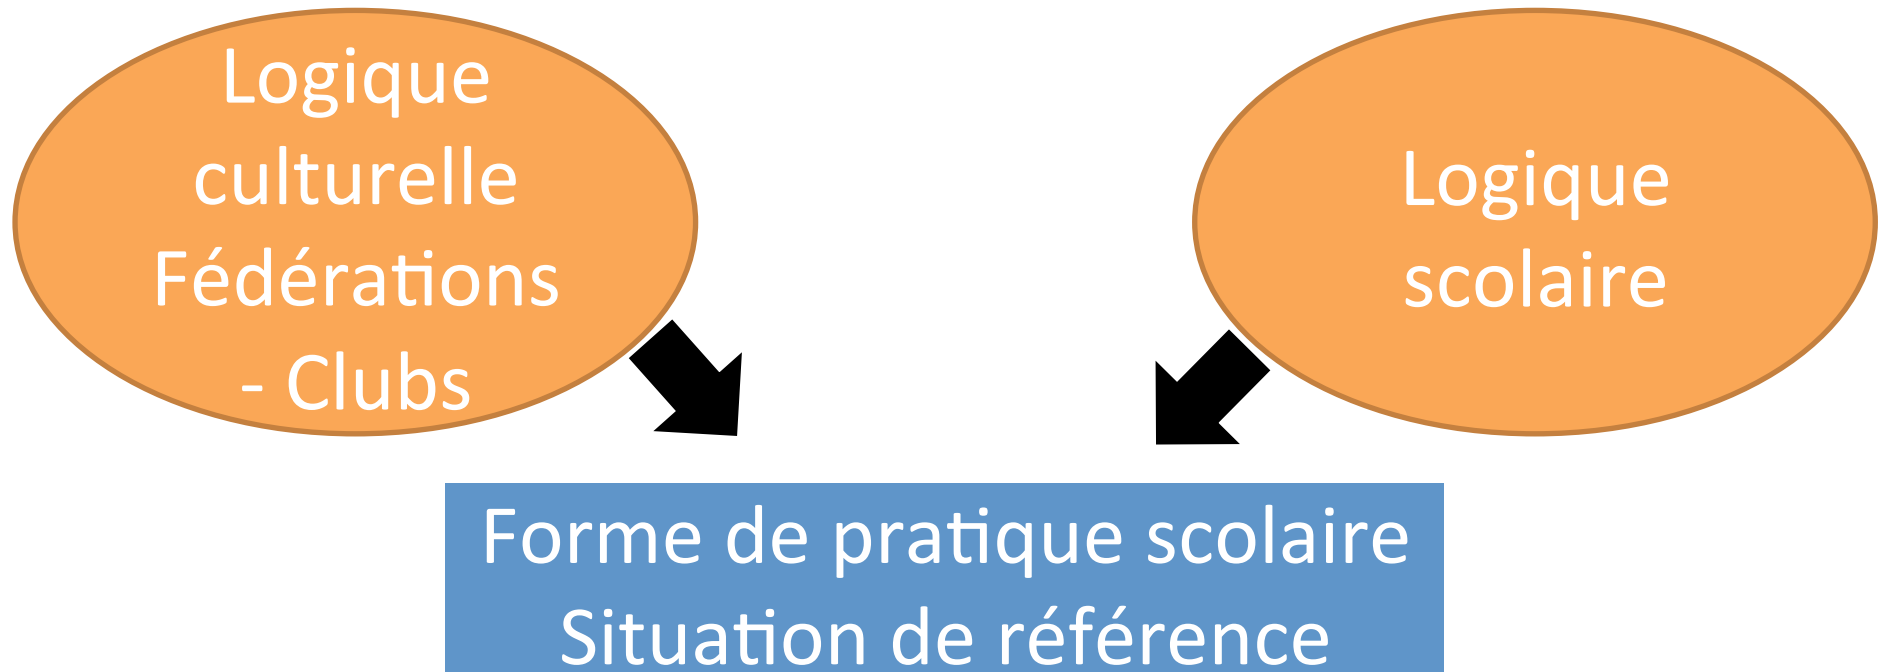 Logique
culturelle
Fédérations
- Clubs
Logique
scolaire
Forme de pratique scolaire
Situation de référence